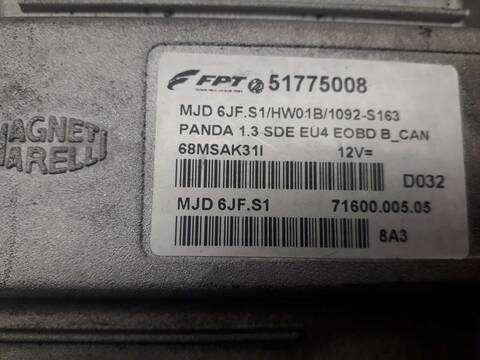 MAGNETI
MARELLI
FPT 51775008
MJD 6JF.S1/HW01B/1092-S163
PANDA 1.3 SDE EU4 EOBD B_CAN
68MSAK31I 12V=
D032
MJD 6JF.S1 71600.005.05
8A3